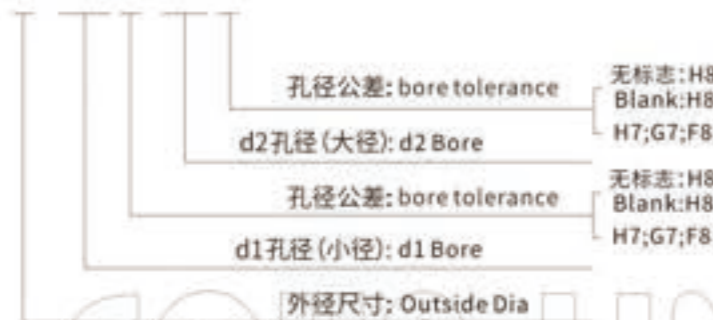 孔径公差: bore tolerance
无标志:H8
Blank:H8
H7;G7;F8
d2孔径(大径): d2 Bore
孔径公差: bore tolerance
无标志:H8
Blank:H8
H7;G7;F8
d1孔径(小径): d1 Bore
外径尺寸: Outside Dia